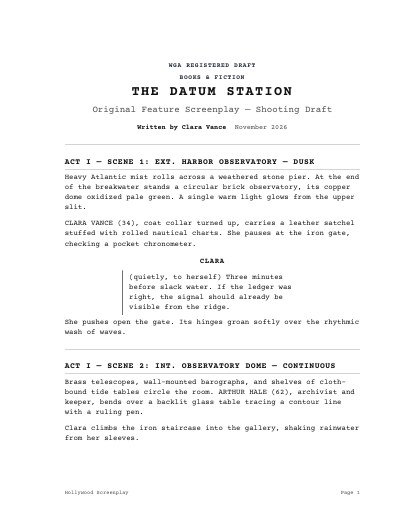 WGA REGISTERED DRAFT
BOOKS & FICTION
THE DATUM STATION
Original Feature Screenplay — Shooting Draft
Written by Clara Vance November 2026
ACT I — SCENE 1: EXT. HARBOR OBSERVATORY — DUSK
Heavy Atlantic mist rolls across a weathered stone pier. At the end
of the breakwater stands a circular brick observatory, its copper
dome oxidized pale green. A single warm light glows from the upper
slit.
CLARA VANCE (34), coat collar turned up, carries a leather satchel
stuffed with rolled nautical charts. She pauses at the iron gate,
checking a pocket chronometer.
CLARA
(quietly, to herself) Three minutes
before slack water. If the ledger was
right, the signal should already be
visible from the ridge.
She pushes open the gate. Its hinges groan softly over the rhythmic
wash of waves.
ACT I — SCENE 2: INT. OBSERVATORY DOME — CONTINUOUS
Brass telescopes, wall-mounted barographs, and shelves of cloth-
bound tide tables circle the room. ARTHUR HALE (62), archivist and
keeper, bends over a backlit glass table tracing a contour line
with a ruling pen.
Clara climbs the iron staircase into the gallery, shaking rainwater
from her sleeves.
Hollywood Screenplay Page 1